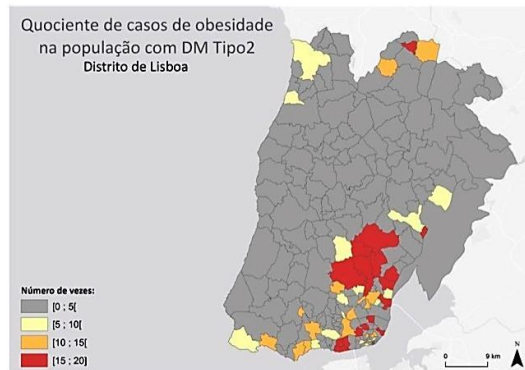 Quociente de casos de obesidade
na população com DM Tipo2
Distrito de Lisboa
Número de vezes:
[0 ; 5[
[5 ; 10[
[10 ; 15[
[15 ; 20]
0 9 km
N